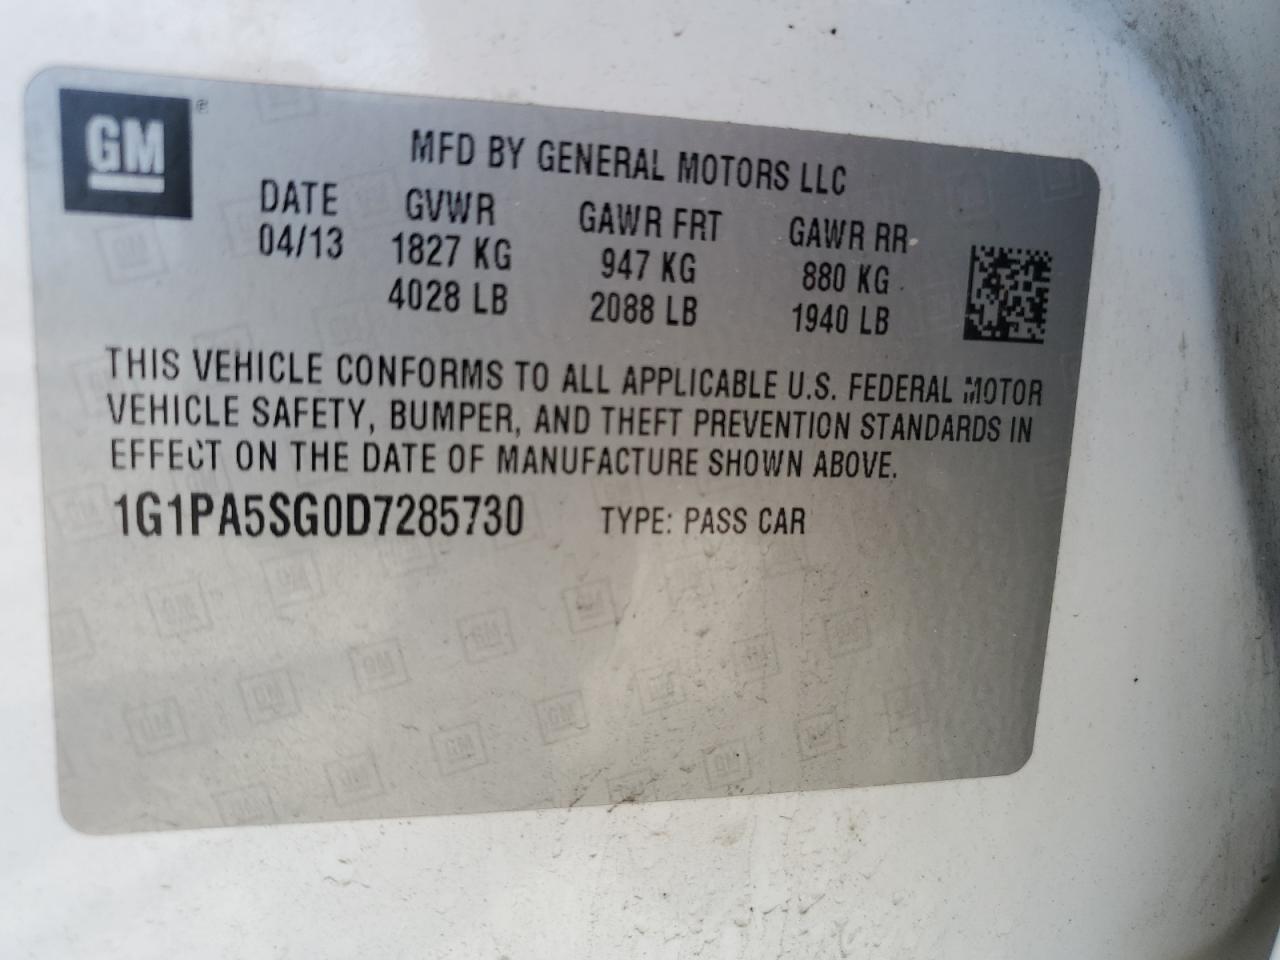 GM ®
MFD BY GENERAL MOTORS LLC
DATE GVWR GAWR FRT GAWR RR
04/13 1827 KG 947 KG 880 KG
4028 LB 2088 LB 1940 LB
THIS VEHICLE CONFORMS TO ALL APPLICABLE U.S. FEDERAL MOTOR
VEHICLE SAFETY, BUMPER, AND THEFT PREVENTION STANDARDS IN
EFFECT ON THE DATE OF MANUFACTURE SHOWN ABOVE.
1G1PA5SG0D7285730 TYPE: PASS CAR